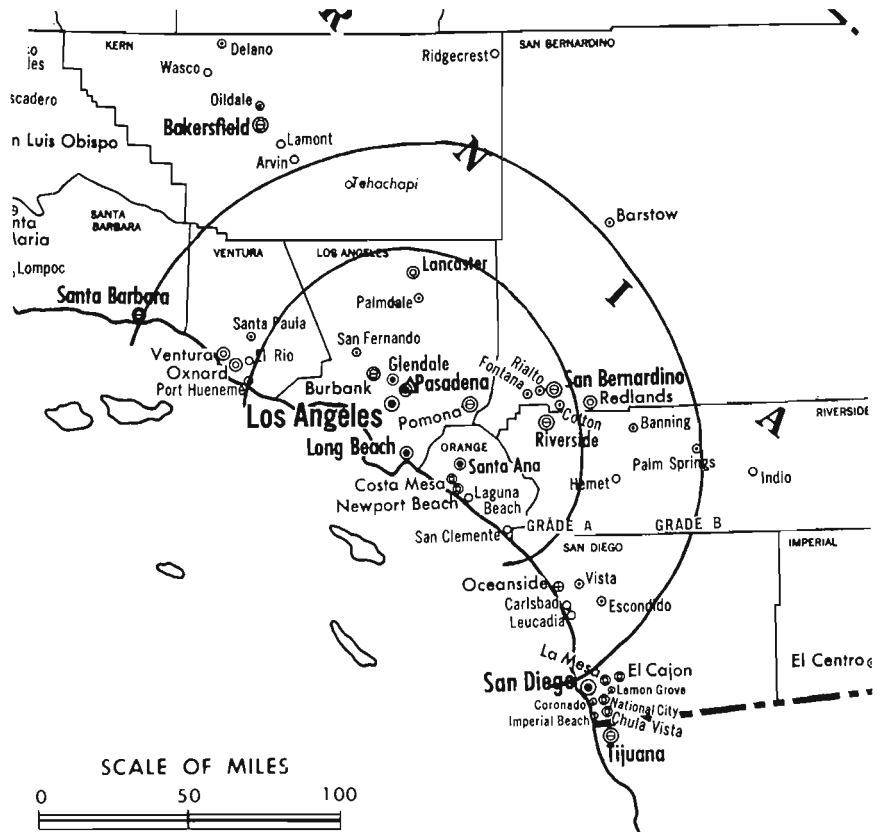 R
KERN
Delano
SAN BERNARDINO
Ridgecrest
Wasco
les
Oildale
scadero
Bakersfield
n Luis Obispo
Lamont
Arvin
N
Tehachapi
SANTA
BARBARA
Barstow
nta
Maria
VENTURA
LOS ANGELES
Lompoc
Lancaster
I
Santa Barbara
Palmdale
Santa Paula
San Fernando
Ventura
El Rio
Glendale
Rialto
Oxnard
Fontana
San Bernardino
Port Hueneme
Burbank
Pasadena
Redlands
Los Angeles
Pomona
Colton
RIVERSIDE
A
Riverside
Banning
Long Beach
ORANGE
Santa Ana
Palm Springs
Indio
Costa Mesa
Hemet
Newport Beach
Laguna
Beach
GRADE A
GRADE B
San Clemente
SAN DIEGO
IMPERIAL
Oceanside
Vista
Carlsbad
Escondido
Leucadia
La Mesa
El Cajon
El Centro
San Diego
Lemon Grove
Coronado
National City
Imperial Beach
Chula Vista
Tijuana
SCALE OF MILES
0 50 100